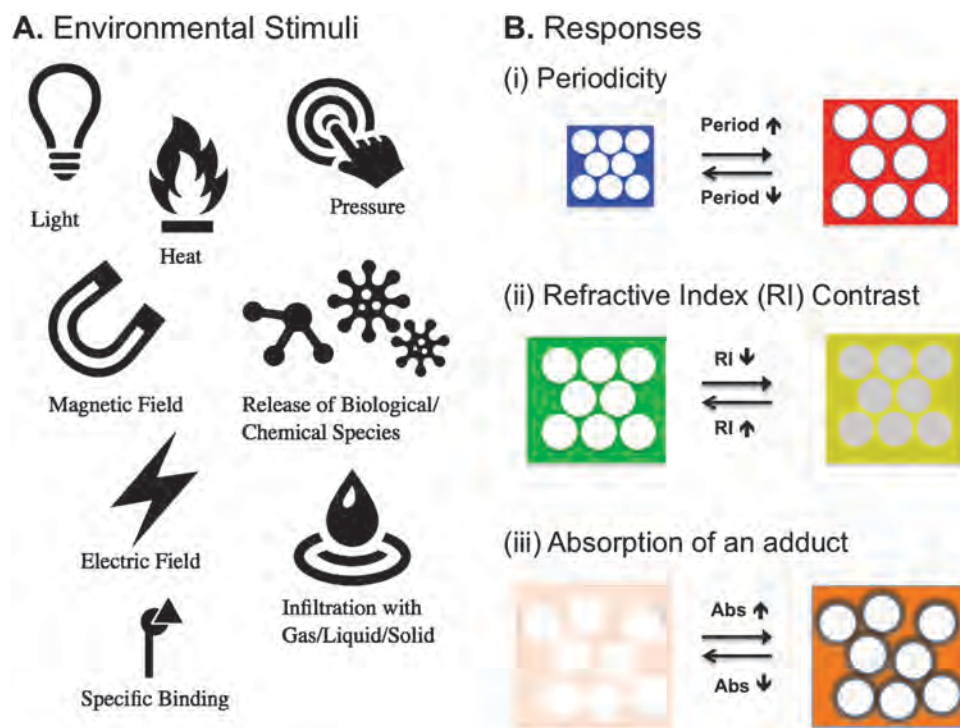 A. Environmental Stimuli
Light
Heat
Pressure
Magnetic Field
Release of Biological/
Chemical Species
Electric Field
Infiltration with
Gas/Liquid/Solid
Specific Binding
B. Responses
(i) Periodicity
Period ↑
Period ↓
(ii) Refractive Index (RI) Contrast
RI ↓
RI ↑
(iii) Absorption of an adduct
Abs ↑
Abs ↓